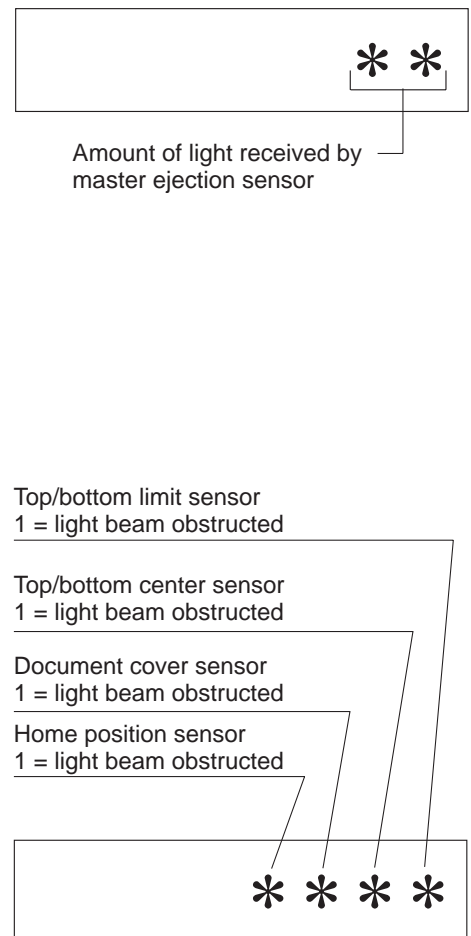 * *
Amount of light received by
master ejection sensor
Top/bottom limit sensor
1 = light beam obstructed
Top/bottom center sensor
1 = light beam obstructed
Document cover sensor
1 = light beam obstructed
Home position sensor
1 = light beam obstructed
* * * *